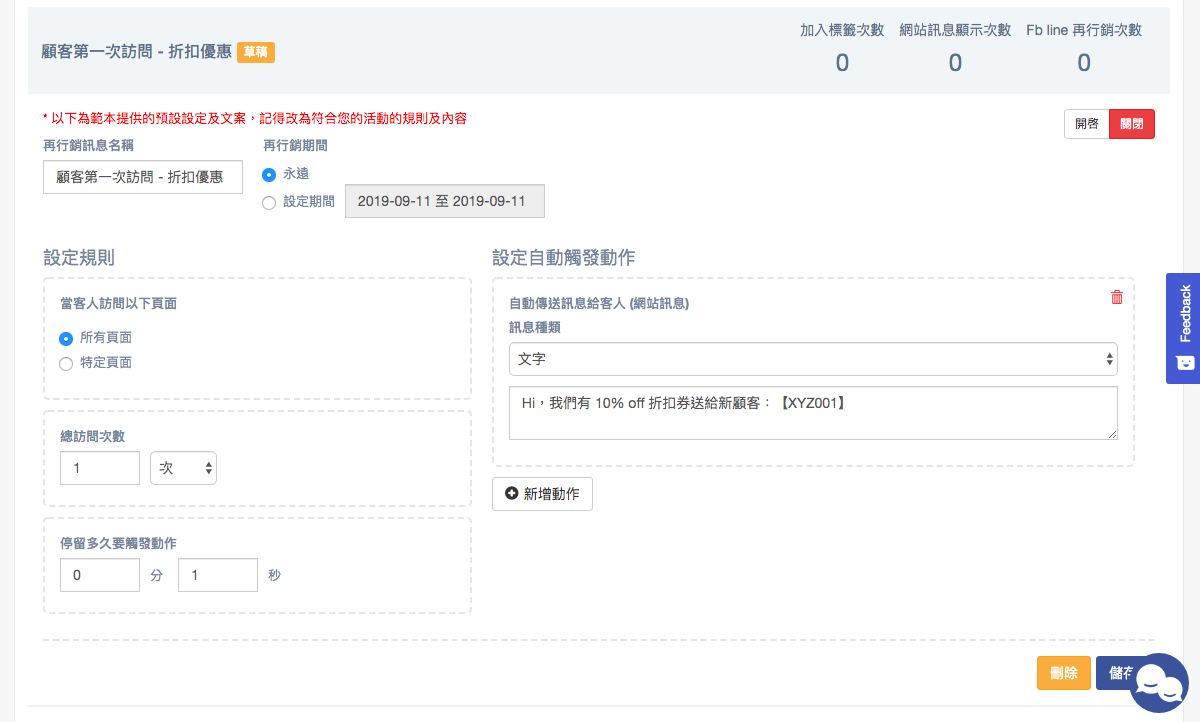 加入標籤次數 網站訊息顯示次數 Fb line 再行銷次數
顧客第一次訪問 - 折扣優惠 草稿
0 0 0
* 以下為範本提供的預設設定及文案，記得改為符合您的活動的規則及內容
開啓 關閉
再行銷訊息名稱 再行銷期間
顧客第一次訪問 - 折扣優惠
永遠
設定期間 2019-09-11 至 2019-09-11
設定規則 設定自動觸發動作
當客人訪問以下頁面
所有頁面
特定頁面
自動傳送訊息給客人 (網站訊息)
訊息種類
文字
Hi，我們有 10% off 折扣券送給新顧客：【XYZ001】
新增動作
總訪問次數
1 次
停留多久要觸發動作
0 分 1 秒
Feedback
刪除 儲存